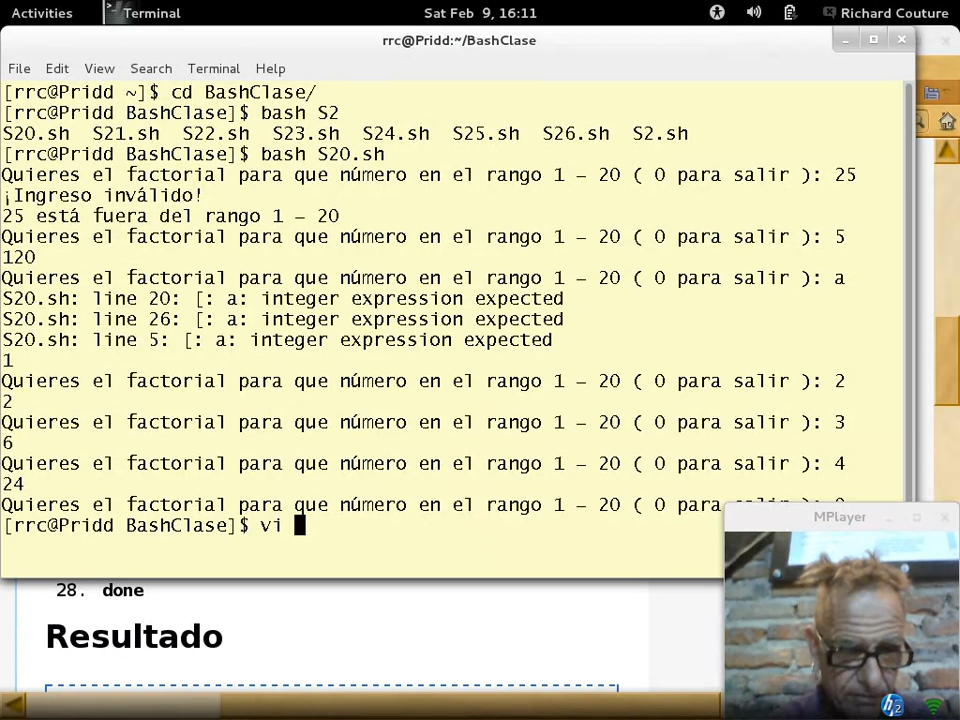 Activities Terminal Sat Feb 9, 16:11 Richard Couture
rrc@Pridd:~/BashClase
File Edit View Search Terminal Help
[rrc@Pridd ~]$ cd BashClase/
[rrc@Pridd BashClase]$ bash S2
S20.sh S21.sh S22.sh S23.sh S24.sh S25.sh S26.sh S2.sh
[rrc@Pridd BashClase]$ bash S20.sh
Quieres el factorial para que número en el rango 1 – 20 ( 0 para salir ): 25
¡Ingreso inválido!
25 está fuera del rango 1 – 20
Quieres el factorial para que número en el rango 1 – 20 ( 0 para salir ): 5
120
Quieres el factorial para que número en el rango 1 – 20 ( 0 para salir ): a
S20.sh: line 20: [: a: integer expression expected
S20.sh: line 26: [: a: integer expression expected
S20.sh: line 5: [: a: integer expression expected
1
Quieres el factorial para que número en el rango 1 – 20 ( 0 para salir ): 2
2
Quieres el factorial para que número en el rango 1 – 20 ( 0 para salir ): 3
6
Quieres el factorial para que número en el rango 1 – 20 ( 0 para salir ): 4
24
Quieres el factorial para que número en el rango 1 – 20 ( 0 para salir ):
[rrc@Pridd BashClase]$ vi
MPlayer
28. done
Resultado
hp
2